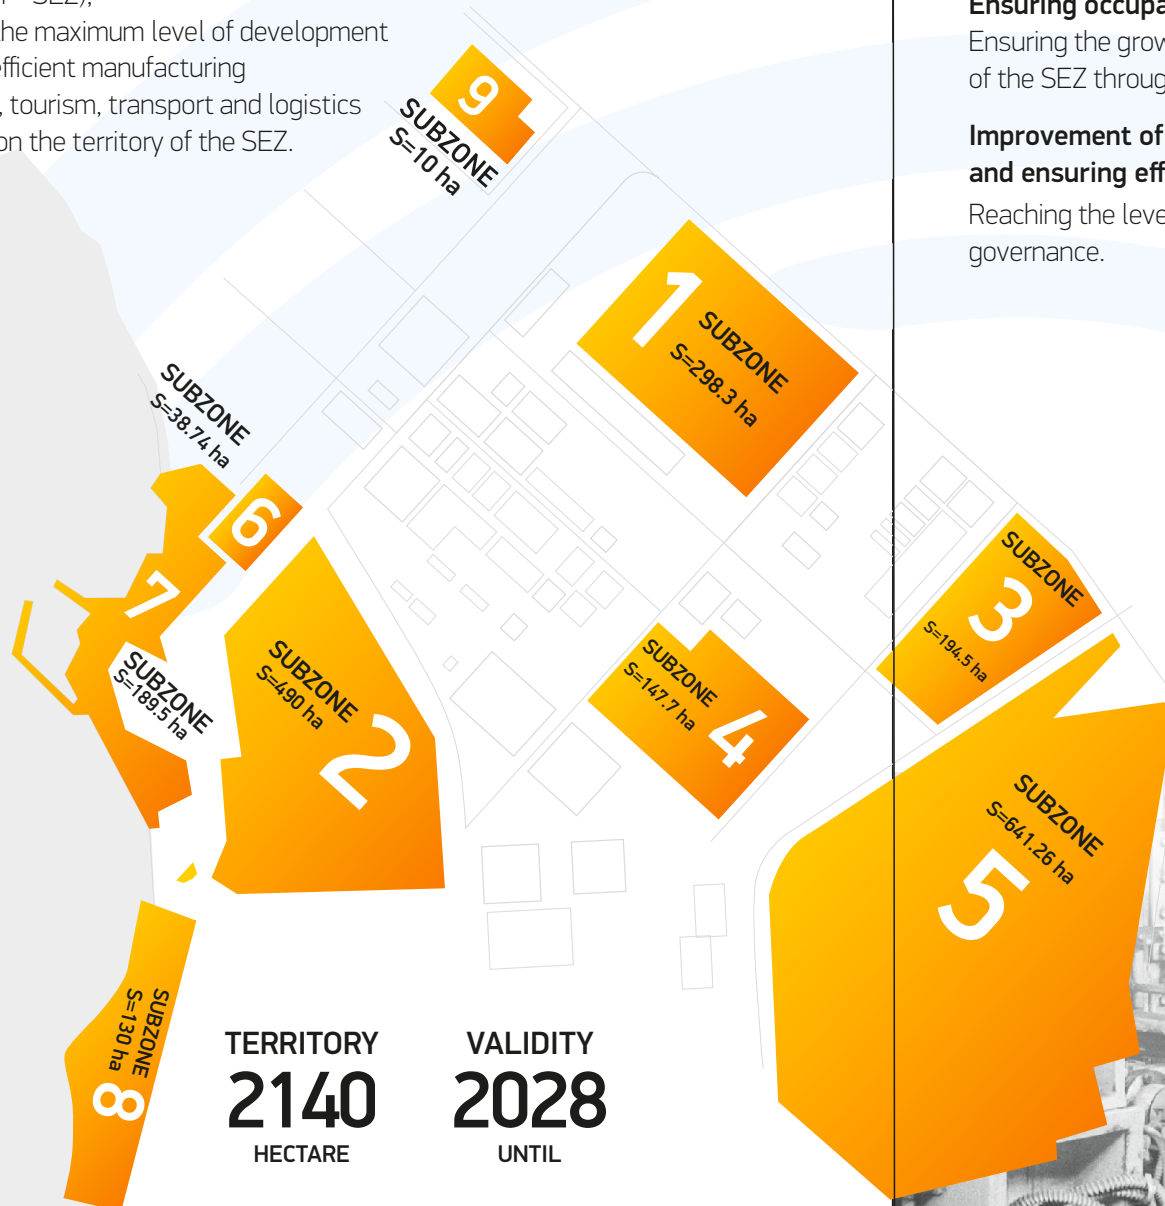 SEZ),
the maximum level of development
efficient manufacturing
, tourism, transport and logistics
on the territory of the SEZ.
Ensuring occupa
Ensuring the grow
of the SEZ throug
Improvement of
and ensuring eff
Reaching the leve
governance.
9
SUBZONE
S=10 ha
1
SUBZONE
S=298.3 ha
SUBZONE
S=38.74 ha
6
7
SUBZONE
S=189.5 ha
SUBZONE
S=490 ha
2
SUBZONE
S=147.7 ha
4
SUBZONE
3
S=194.5 ha
SUBZONE
S=641.26 ha
5
SUBZONE
S=130 ha
8
TERRITORY
2140
HECTARE
VALIDITY
2028
UNTIL